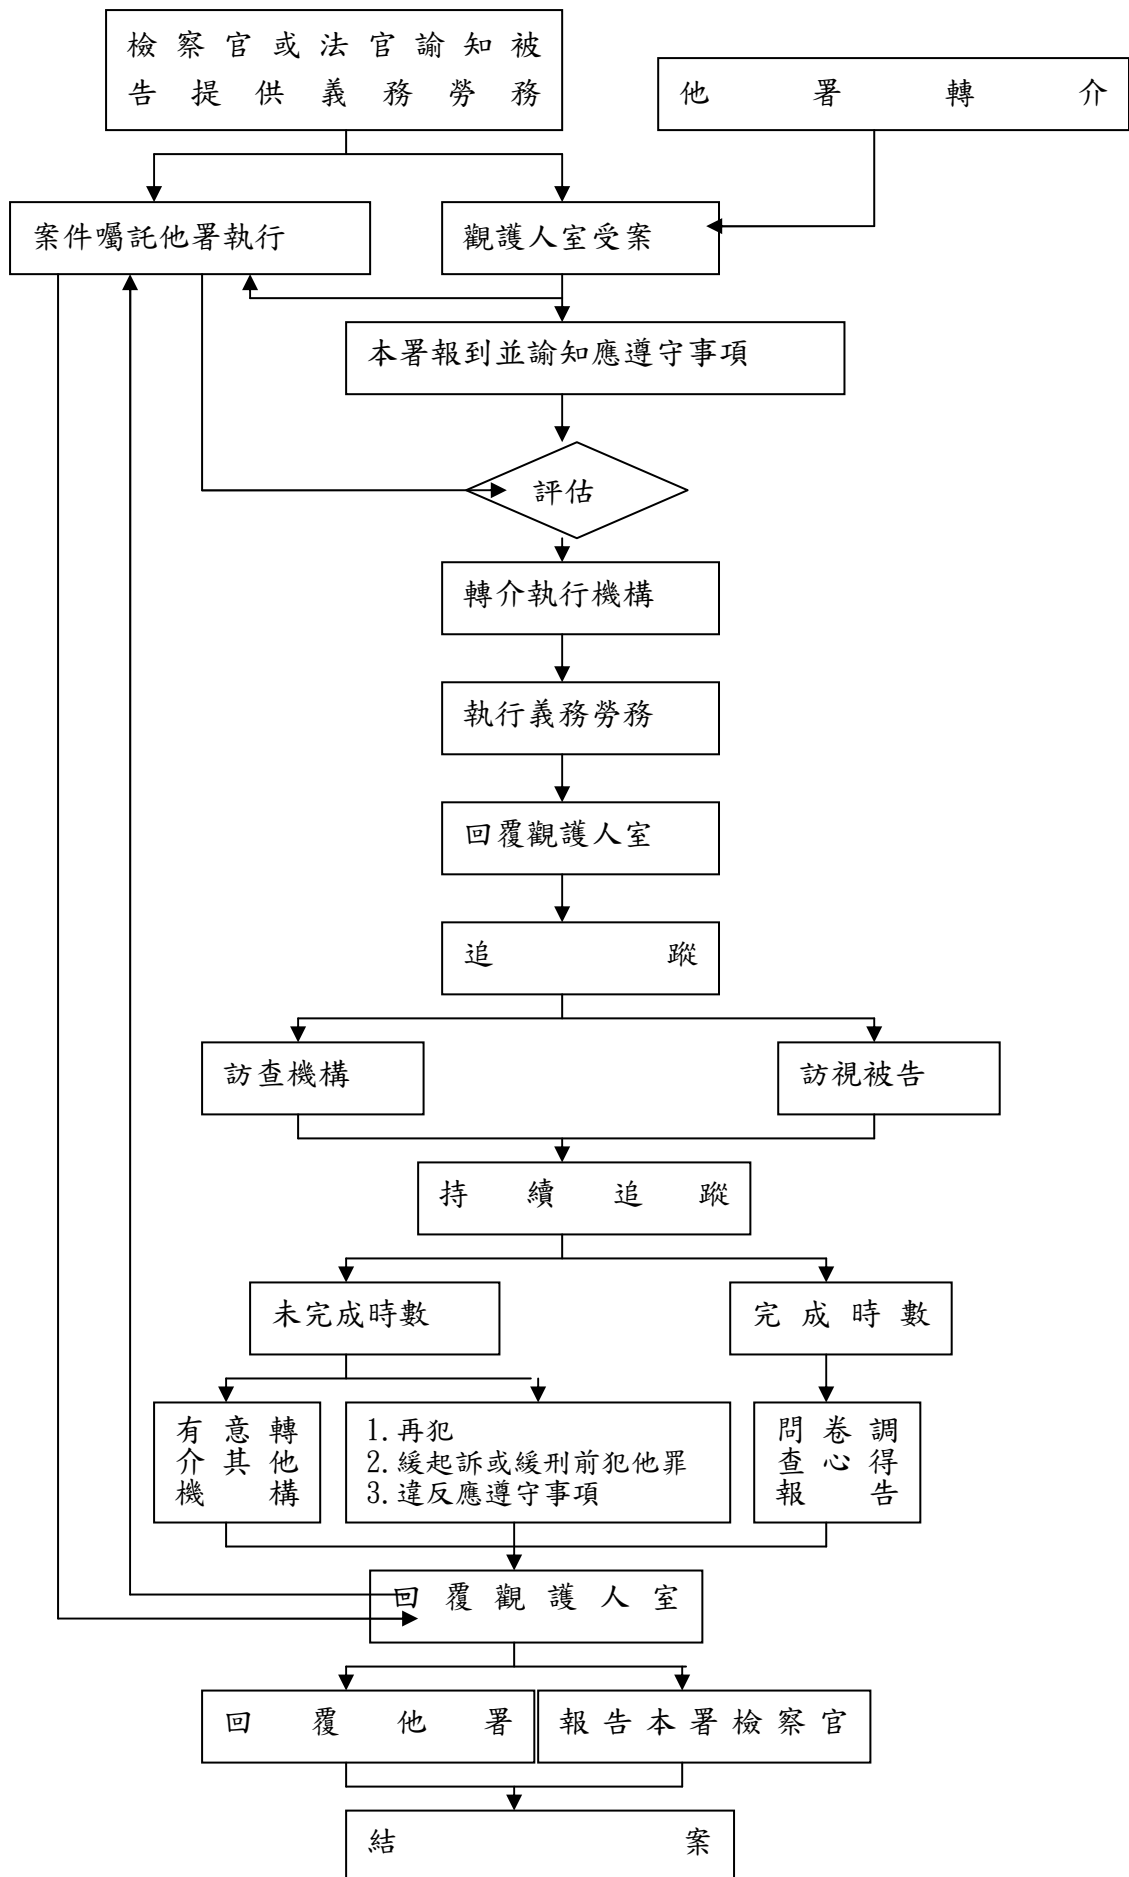 檢察官或法官諭知被
告提供義務勞務
他署轉介
案件囑託他署執行
觀護人室受案
本署報到並諭知應遵守事項
評估
轉介執行機構
執行義務勞務
回覆觀護人室
追蹤
訪查機構
訪視被告
持續追蹤
未完成時數
完成時數
有意轉
介其他
機構
1.再犯
2.緩起訴或緩刑前犯他罪
3.違反應遵守事項
問卷調
查心得
報告
回覆觀護人室
回覆他署
報告本署檢察官
結案